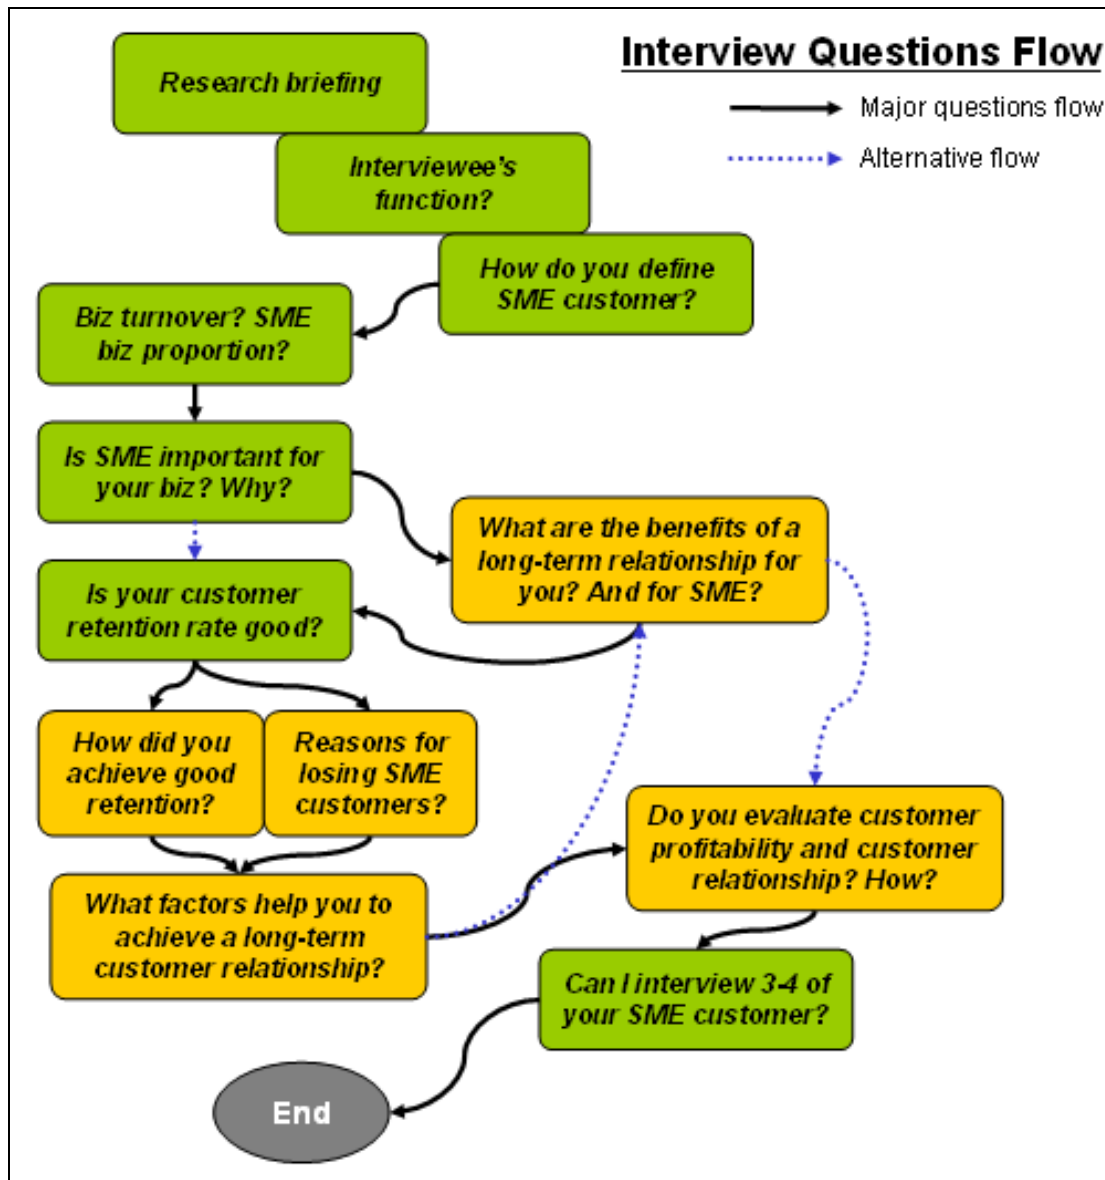 Interview Questions Flow
Major questions flow
Alternative flow
Research briefing
Interviewee's
function?
How do you define
SME customer?
Biz turnover? SME
biz proportion?
Is SME important for
your biz? Why?
What are the benefits of a
long-term relationship for
you? And for SME?
Is your customer
retention rate good?
How did you
achieve good
retention?
Reasons for
losing SME
customers?
What factors help you to
achieve a long-term
customer relationship?
Do you evaluate customer
profitability and customer
relationship? How?
Can I interview 3-4 of
your SME customer?
End